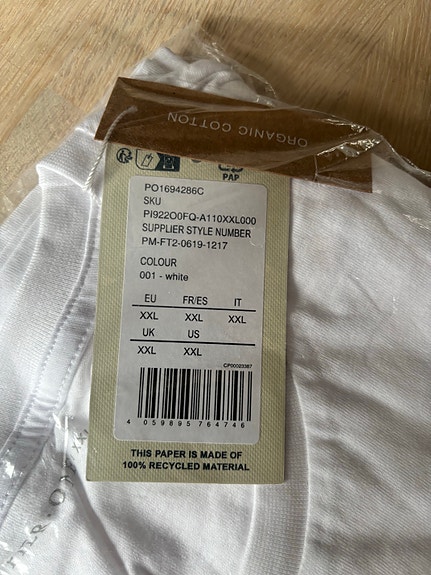 ORGANIC COTTON
PAP
PO1694286C
SKU
PI922O0FQ-A110XXL000
SUPPLIER STYLE NUMBER
PM-FT2-0619-1217
COLOUR
001 - white
EU FR/ES IT
XXL XXL XXL
UK US
XXL XXL
CP00023387
4 059895 764746
THIS PAPER IS MADE OF
100% RECYCLED MATERIAL
XXL